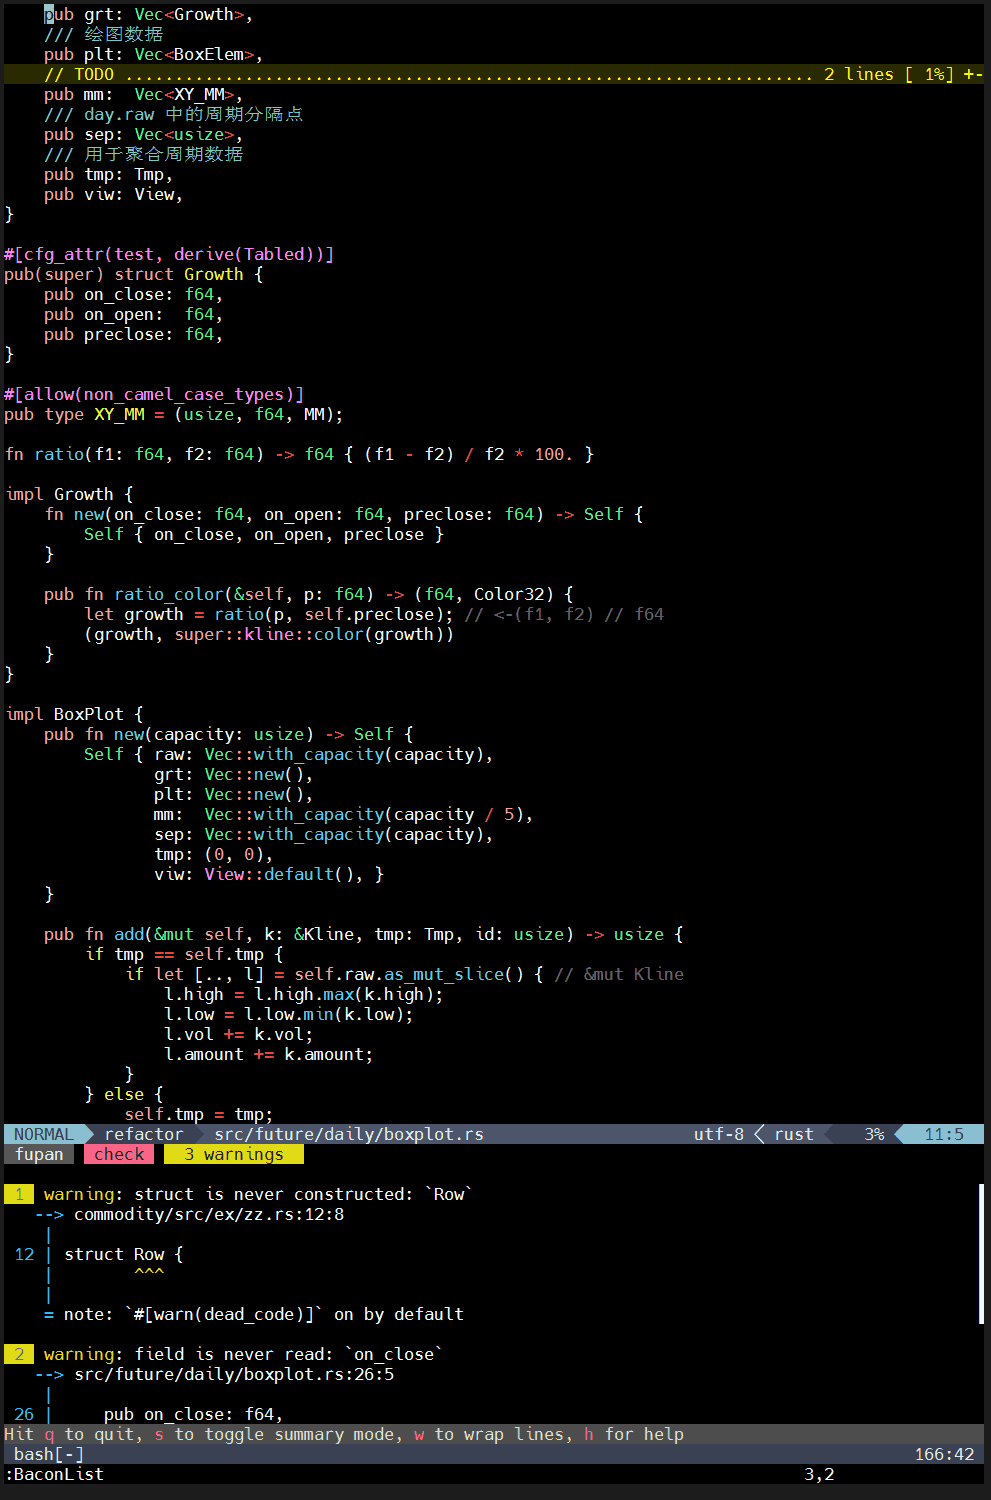 pub grt: Vec<Growth>,
    /// 绘图数据
    pub plt: Vec<BoxElem>,
    // TODO ..................................................................... 2 lines [ 1%] +-
    pub mm:  Vec<XY_MM>,
    /// day.raw 中的周期分隔点
    pub sep: Vec<usize>,
    /// 用于聚合周期数据
    pub tmp: Tmp,
    pub viw: View,
}

#[cfg_attr(test, derive(Tabled))]
pub(super) struct Growth {
    pub on_close: f64,
    pub on_open:  f64,
    pub preclose: f64,
}

#[allow(non_camel_case_types)]
pub type XY_MM = (usize, f64, MM);

fn ratio(f1: f64, f2: f64) -> f64 { (f1 - f2) / f2 * 100. }

impl Growth {
    fn new(on_close: f64, on_open: f64, preclose: f64) -> Self {
        Self { on_close, on_open, preclose }
    }

    pub fn ratio_color(&self, p: f64) -> (f64, Color32) {
        let growth = ratio(p, self.preclose); // <-(f1, f2) // f64
        (growth, super::kline::color(growth))
    }
}

impl BoxPlot {
    pub fn new(capacity: usize) -> Self {
        Self { raw: Vec::with_capacity(capacity),
               grt: Vec::new(),
               plt: Vec::new(),
               mm:  Vec::with_capacity(capacity / 5),
               sep: Vec::with_capacity(capacity),
               tmp: (0, 0),
               viw: View::default(), }
    }

    pub fn add(&mut self, k: &Kline, tmp: Tmp, id: usize) -> usize {
        if tmp == self.tmp {
            if let [.., l] = self.raw.as_mut_slice() { // &mut Kline
                l.high = l.high.max(k.high);
                l.low = l.low.min(k.low);
                l.vol += k.vol;
                l.amount += k.amount;
            }
        } else {
            self.tmp = tmp;
NORMAL refactor src/future/daily/boxplot.rs utf-8 rust 3% 11:5
fupan check 3 warnings

1 warning: struct is never constructed: `Row`
   --> commodity/src/ex/zz.rs:12:8
    |
 12 | struct Row {
    |        ^^^
    |
    = note: `#[warn(dead_code)]` on by default

2 warning: field is never read: `on_close`
   --> src/future/daily/boxplot.rs:26:5
    |
 26 |     pub on_close: f64,
Hit q to quit, s to toggle summary mode, w to wrap lines, h for help
bash[-] 166:42
:BaconList 3,2